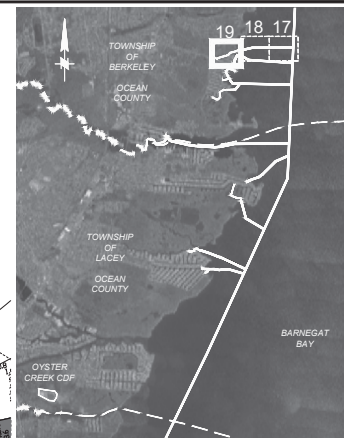 19 18 17
TOWNSHIP
OF
BERKELEY
OCEAN
COUNTY
TOWNSHIP
OF
LACEY
OCEAN
COUNTY
BARNEGAT
BAY
OYSTER
CREEK CDF